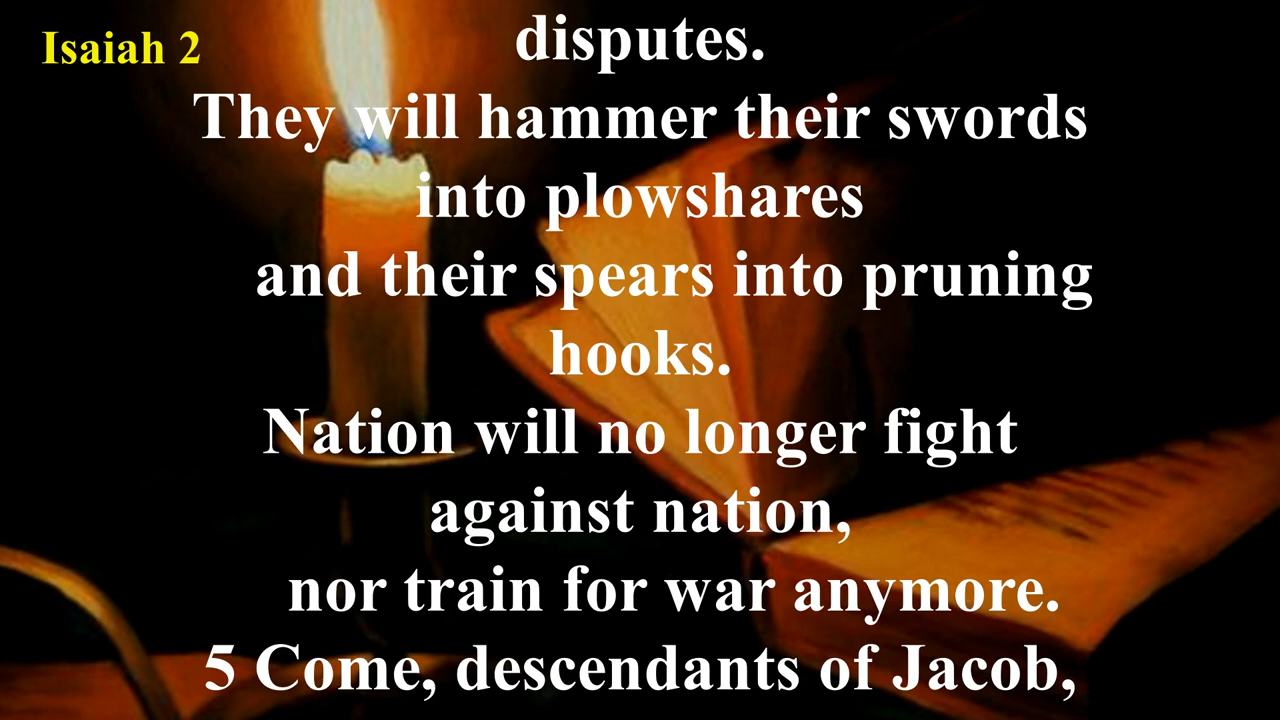 Isaiah 2
disputes.
They will hammer their swords
into plowshares
and their spears into pruning
hooks.
Nation will no longer fight
against nation,
nor train for war anymore.
5 Come, descendants of Jacob,